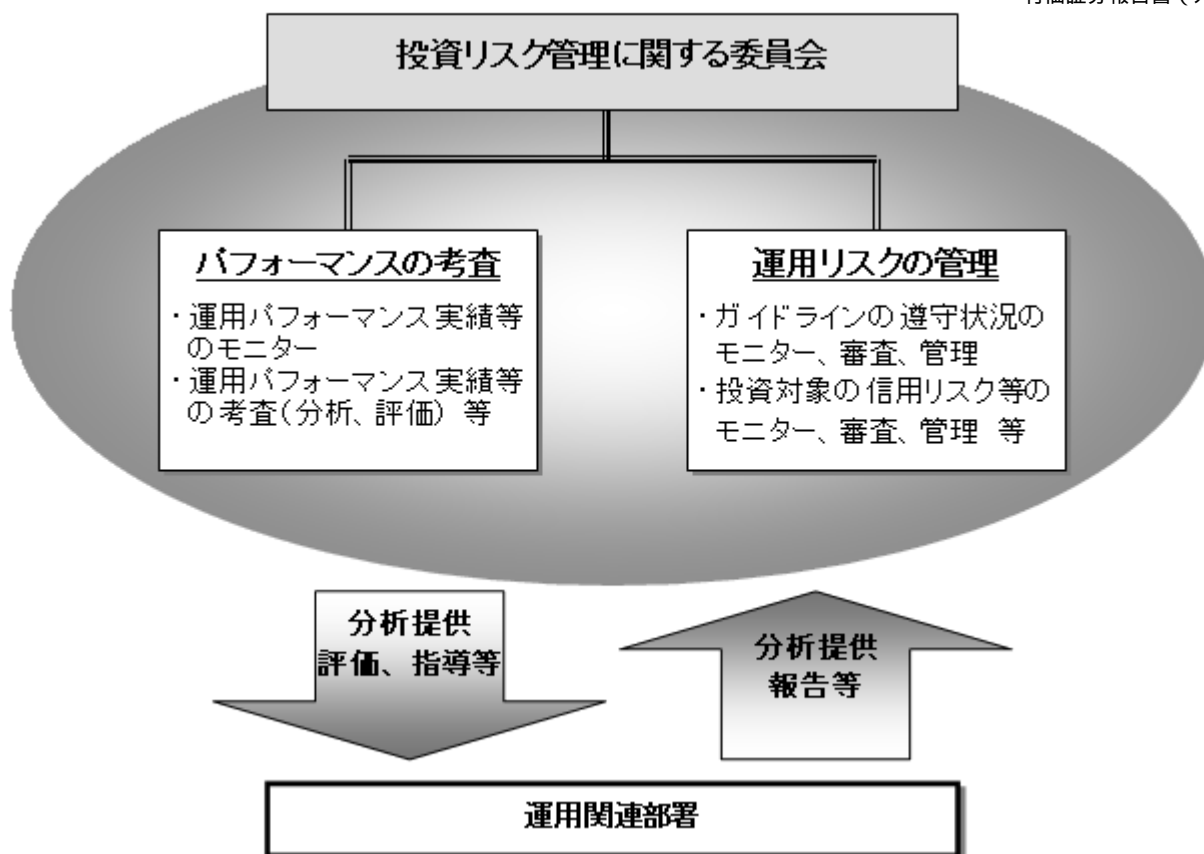 投資リスク管理に関する委員会
パフォーマンスの考査
・運用パフォーマンス実績等
のモニター
・運用パフォーマンス実績等
の考査(分析、評価) 等
運用リスクの管理
・ガイドラインの遵守状況の
モニター、審査、管理
・投資対象の信用リスク等の
モニター、審査、管理 等
分析提供
評価、指導等
分析提供
報告等
運用関連部署